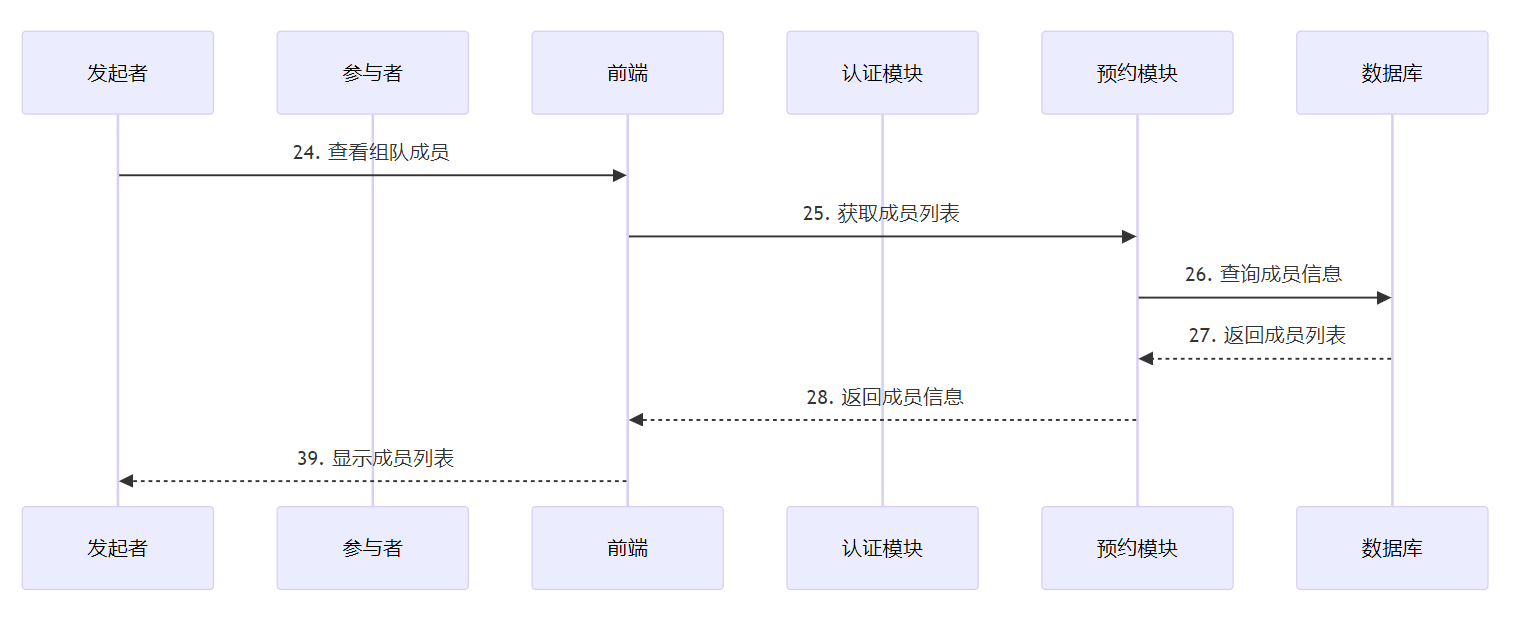 发起者
参与者
前端
认证模块
预约模块
数据库
24. 查看组队成员
25. 获取成员列表
26. 查询成员信息
27. 返回成员列表
28. 返回成员信息
39. 显示成员列表
发起者
参与者
前端
认证模块
预约模块
数据库